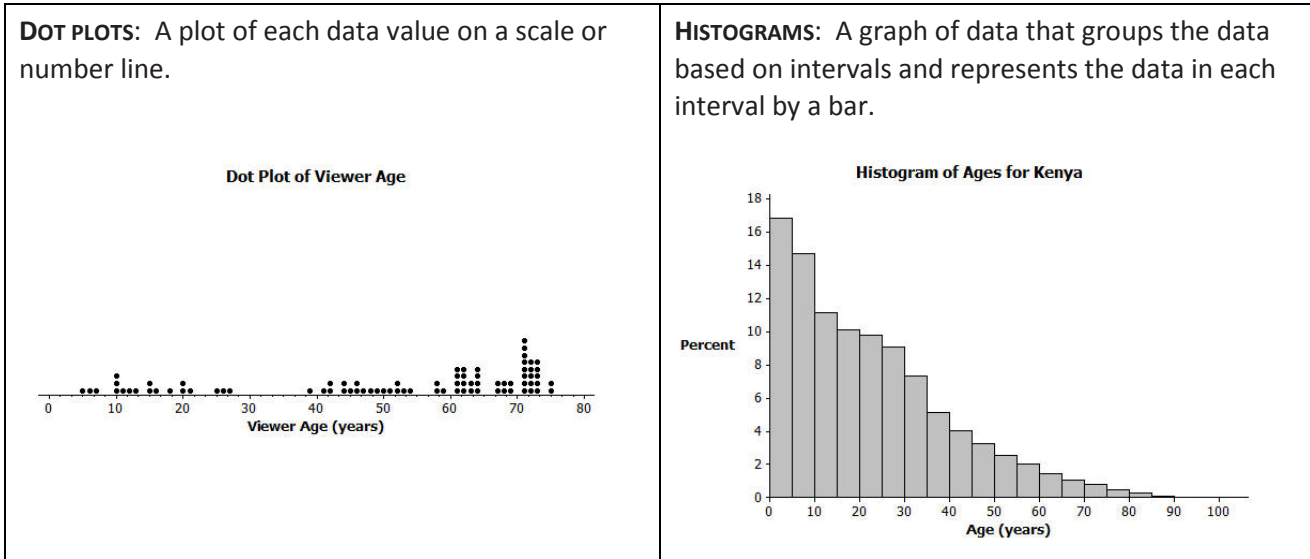 DOT PLOTS: A plot of each data value on a scale or
number line.
Dot Plot of Viewer Age
0 10 20 30 40 50 60 70 80
Viewer Age (years)
HISTOGRAMS: A graph of data that groups the data
based on intervals and represents the data in each
interval by a bar.
Histogram of Ages for Kenya
18
16
14
12
10
Percent
8
6
4
2
0
0 10 20 30 40 50 60 70 80 90 100
Age (years)